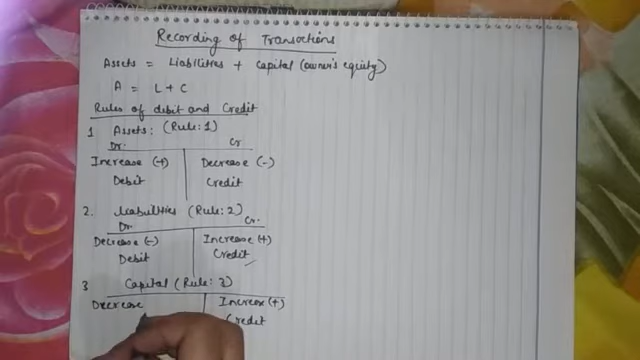 Recording of Transactions
Assets = Liabilities + Capital (owner's equity)
A = L + C
Rules of debit and Credit
1 Assets: (Rule: 1)
Dr. Cr
Increase (+) Decrease (-)
Debit Credit
2. Liabilities (Rule: 2)
Dr. Cr.
Decrease (-) Increase (+)
Debit Credit
3 Capital (Rule: 3)
Decrease Increase (+)
Credit